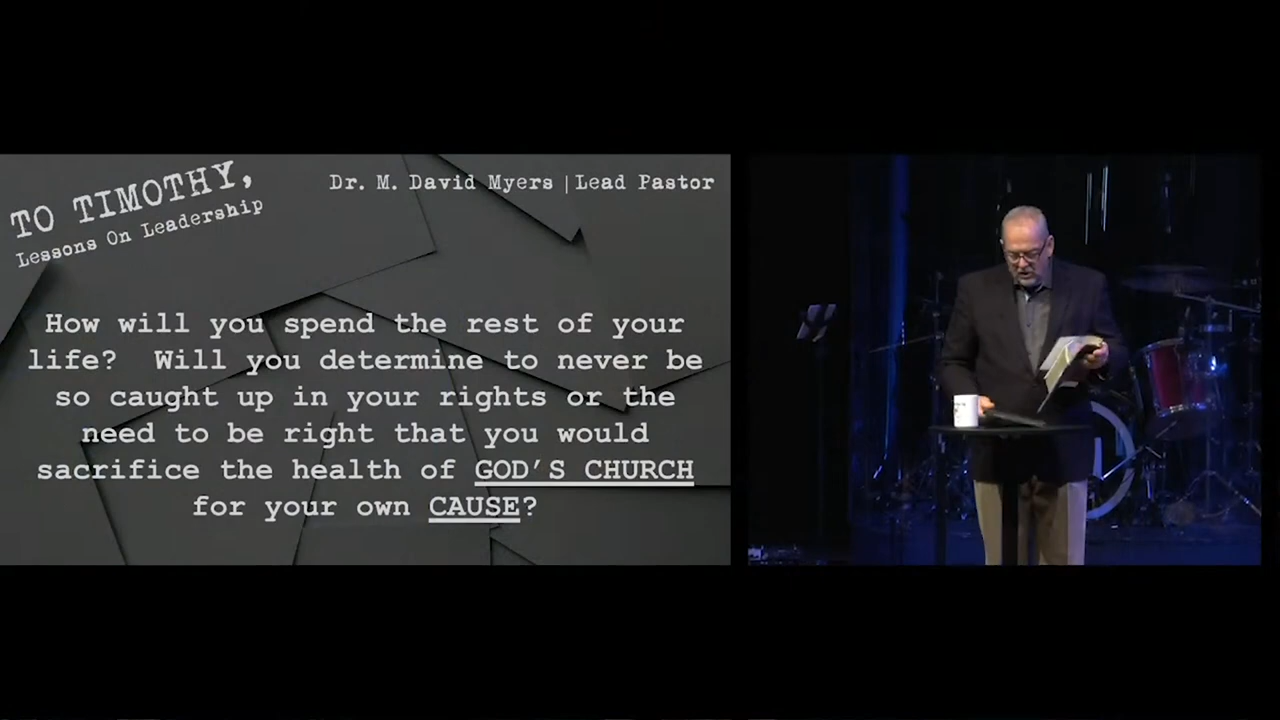 TO TIMOTHY,
Lessons On Leadership
Dr. M. David Myers |Lead Pastor
How will you spend the rest of your
life?  Will you determine to never be
so caught up in your rights or the
need to be right that you would
sacrifice the health of GOD’S CHURCH
for your own CAUSE?